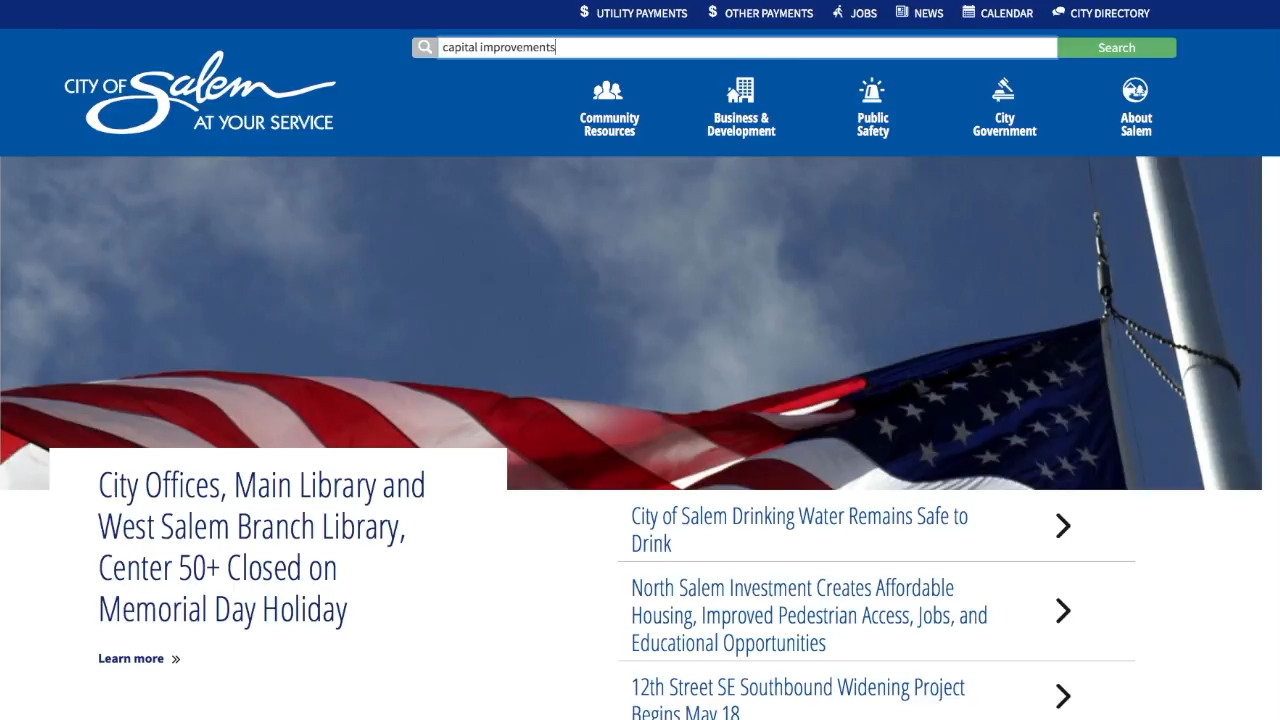 UTILITY PAYMENTS OTHER PAYMENTS JOBS NEWS CALENDAR CITY DIRECTORY
capital improvements Search
CITY OF Salem
AT YOUR SERVICE
Community
Resources
Business &
Development
Public
Safety
City
Government
About
Salem
City Offices, Main Library and
West Salem Branch Library,
Center 50+ Closed on
Memorial Day Holiday
Learn more »
City of Salem Drinking Water Remains Safe to
Drink
North Salem Investment Creates Affordable
Housing, Improved Pedestrian Access, Jobs, and
Educational Opportunities
12th Street SE Southbound Widening Project
Begins May 18